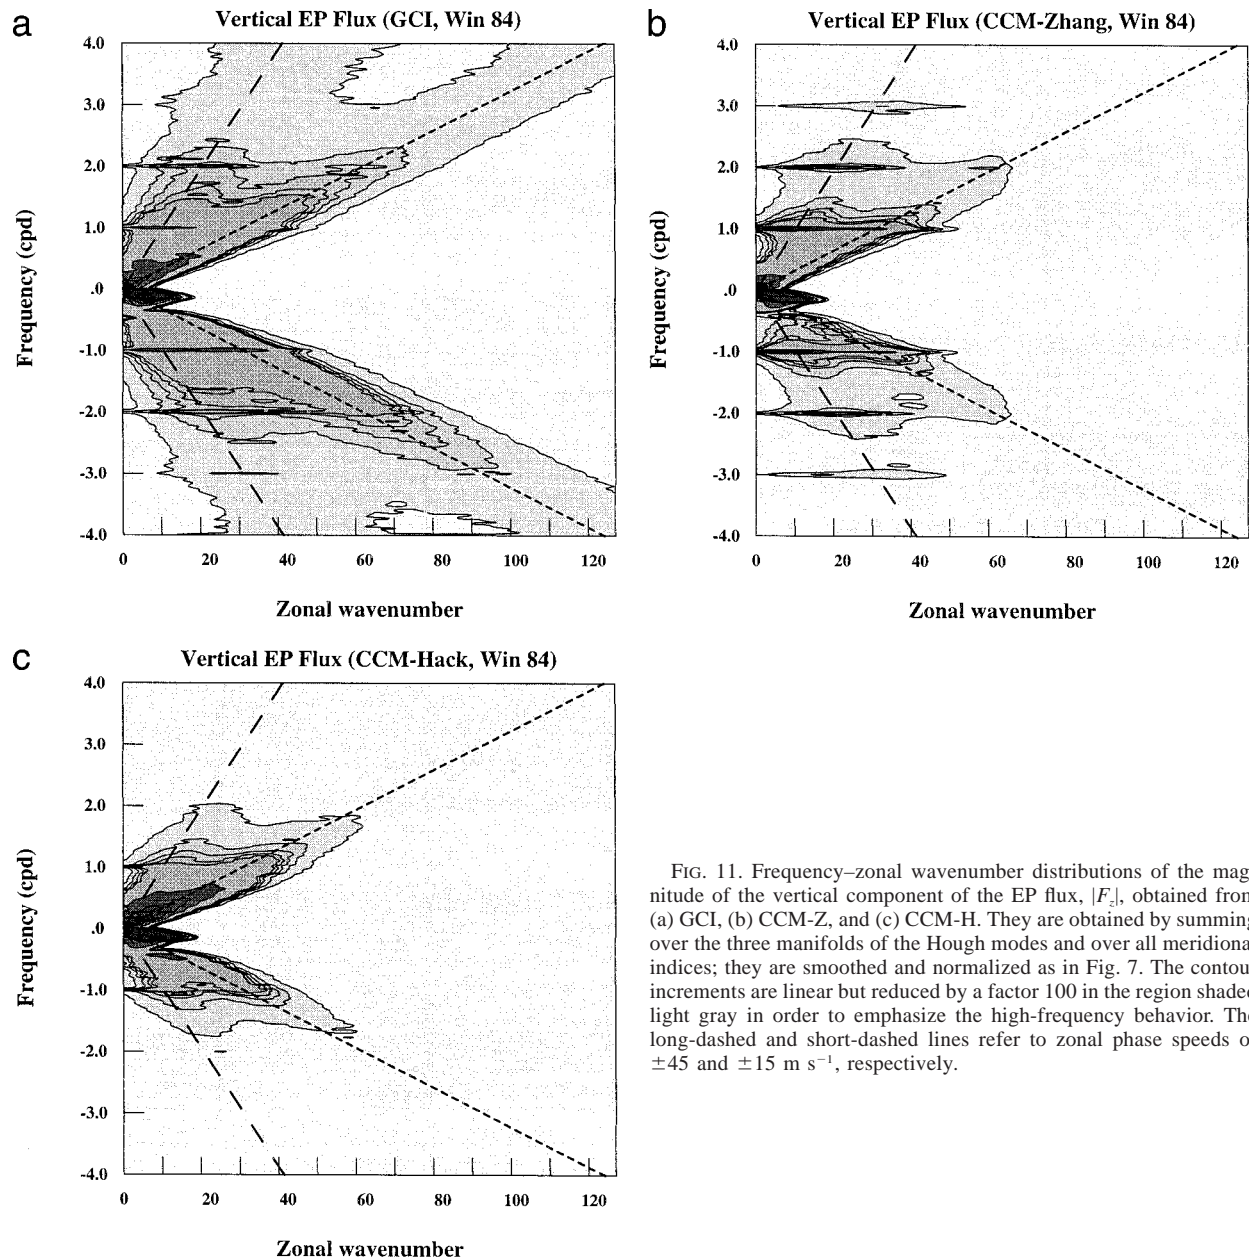 a
Vertical EP Flux (GCI, Win 84)
4.0
3.0
2.0
1.0
.0
-1.0
-2.0
-3.0
-4.0
Frequency (cpd)
0 20 40 60 80 100 120
Zonal wavenumber
b
Vertical EP Flux (CCM-Zhang, Win 84)
4.0
3.0
2.0
1.0
.0
-1.0
-2.0
-3.0
-4.0
Frequency (cpd)
0 20 40 60 80 100 120
Zonal wavenumber
c
Vertical EP Flux (CCM-Hack, Win 84)
4.0
3.0
2.0
1.0
.0
-1.0
-2.0
-3.0
-4.0
Frequency (cpd)
0 20 40 60 80 100 120
Zonal wavenumber
FIG. 11. Frequency–zonal wavenumber distributions of the mag
nitude of the vertical component of the EP flux, |F_z|, obtained from
(a) GCI, (b) CCM-Z, and (c) CCM-H. They are obtained by summing
over the three manifolds of the Hough modes and over all meridiona
indices; they are smoothed and normalized as in Fig. 7. The contou
increments are linear but reduced by a factor 100 in the region shade
light gray in order to emphasize the high-frequency behavior. The
long-dashed and short-dashed lines refer to zonal phase speeds o
±45 and ±15 m s⁻¹, respectively.